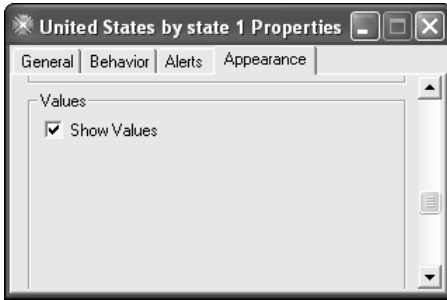 United States by state 1 Properties
General Behavior Alerts Appearance
Values
Show Values